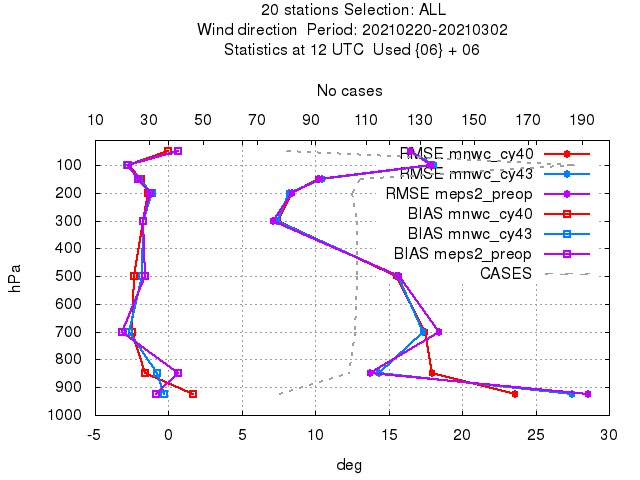 20 stations Selection: ALL
Wind direction  Period: 20210220-20210302
Statistics at 12 UTC  Used {06} + 06
No cases
10 30 50 70 90 110 130 150 170 190
RMSE mnwc_cy40
RMSE mnwc_cy43
RMSE meps2_preop
BIAS mnwc_cy40
BIAS mnwc_cy43
BIAS meps2_preop
CASES
hPa
100
200
300
400
500
600
700
800
900
1000
-5 0 5 10 15 20 25 30
deg